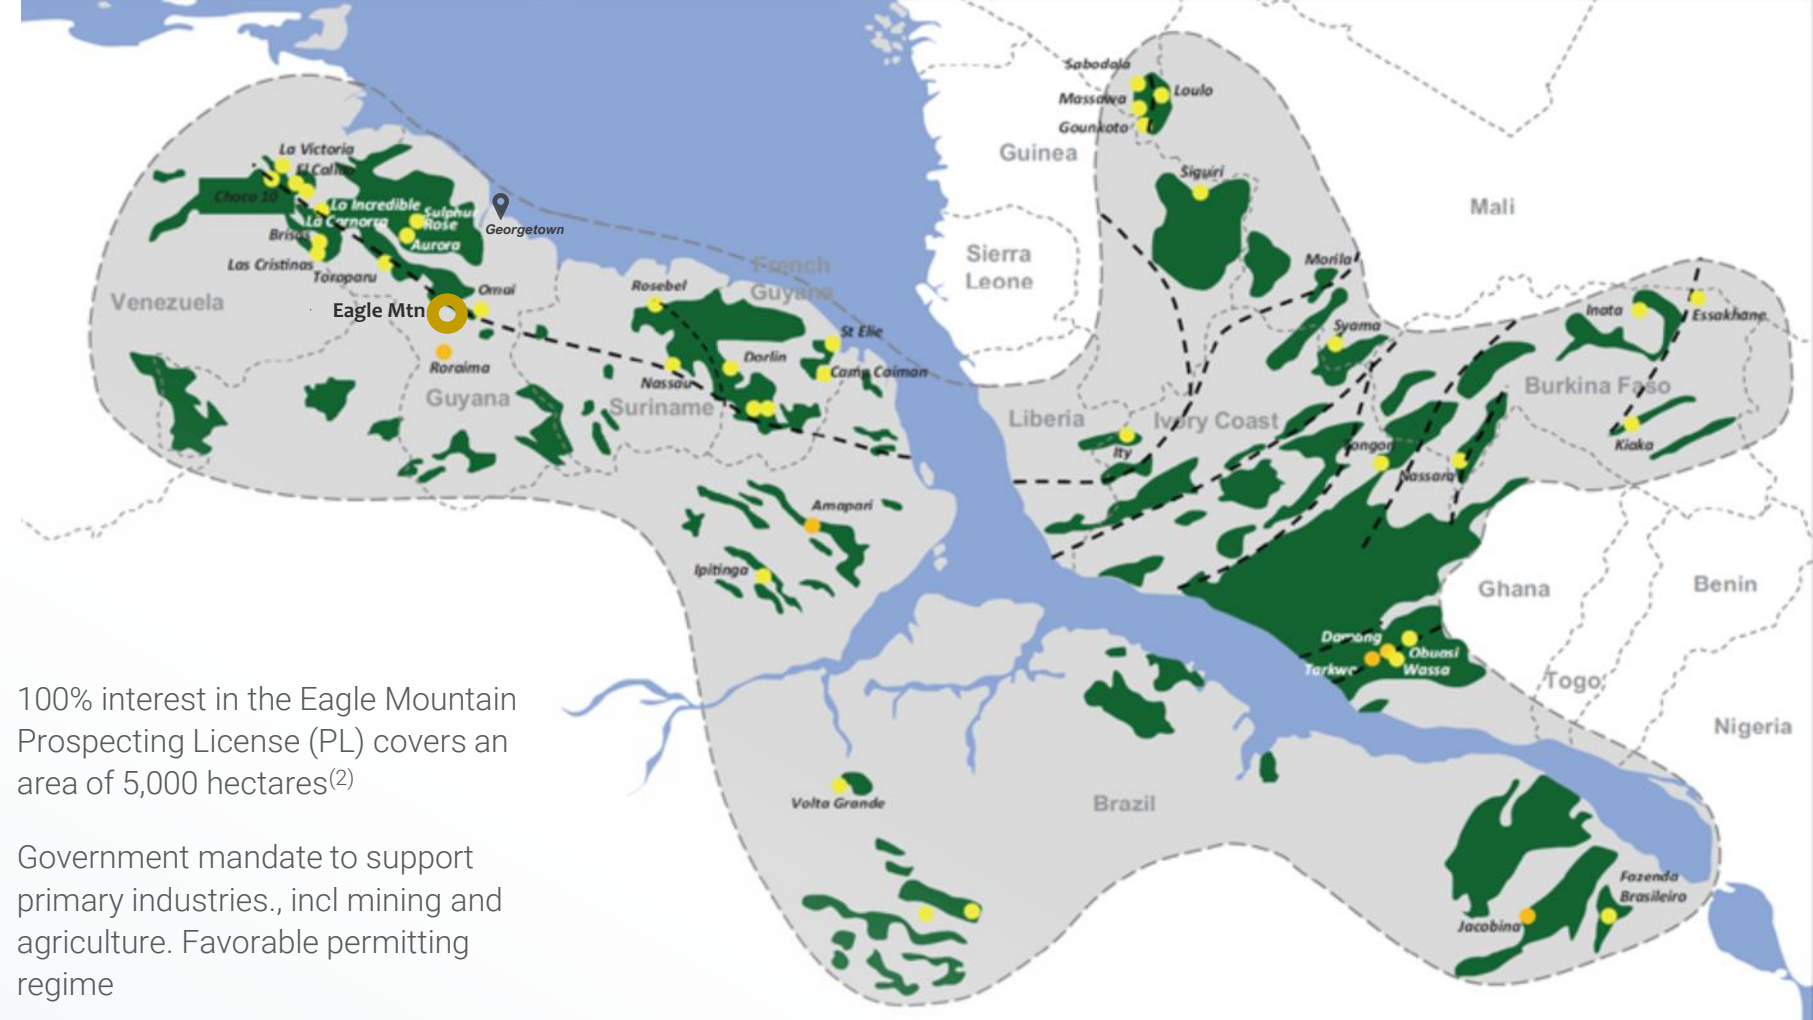 Sabodala
Loulo
Massawa
Gounkoto
Guinea
La Victoria
El Callao
Siguiri
Choco 10
Lo Incredible
Sulphur
Rose
La Camorra
Mali
Georgetown
Brisas
Aurora
Sierra
Leone
Las Cristinas
Toroparu
French
Guyana
Morila
Venezuela
Omai
Rosebel
Eagle Mtn
Inata
Essakhane
St Elie
Syama
Roraima
Dorlin
Camp Caiman
Nassau
Guyana
Suriname
Burkina Faso
Liberia
Ivory Coast
Kiaka
Ity
Tongon
Nassara
Amapari
Ipitinga
Ghana
Benin
Damang
Obuasi
Tarkwa
Wassa
Togo
Nigeria
100% interest in the Eagle Mountain
Prospecting License (PL) covers an
area of 5,000 hectares(2)
Volta Grande
Brazil
Government mandate to support
primary industries., incl mining and
agriculture. Favorable permitting
regime
Fazenda
Brasileiro
Jacobina